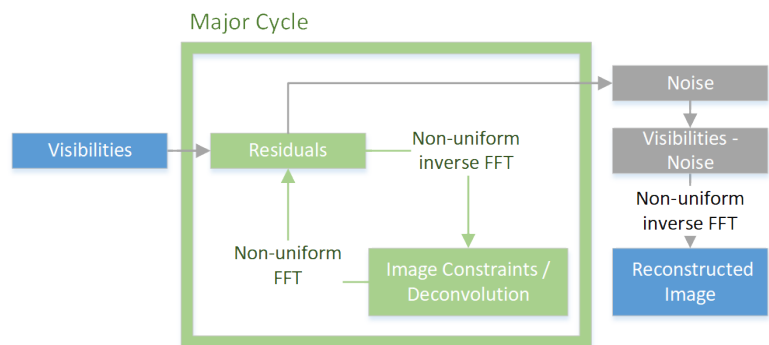 Major Cycle
Noise
Visibilities
Residuals
Non-uniform
inverse FFT
Visibilities -
Noise
Non-uniform
inverse FFT
Non-uniform
FFT
Image Constraints /
Deconvolution
Reconstructed
Image